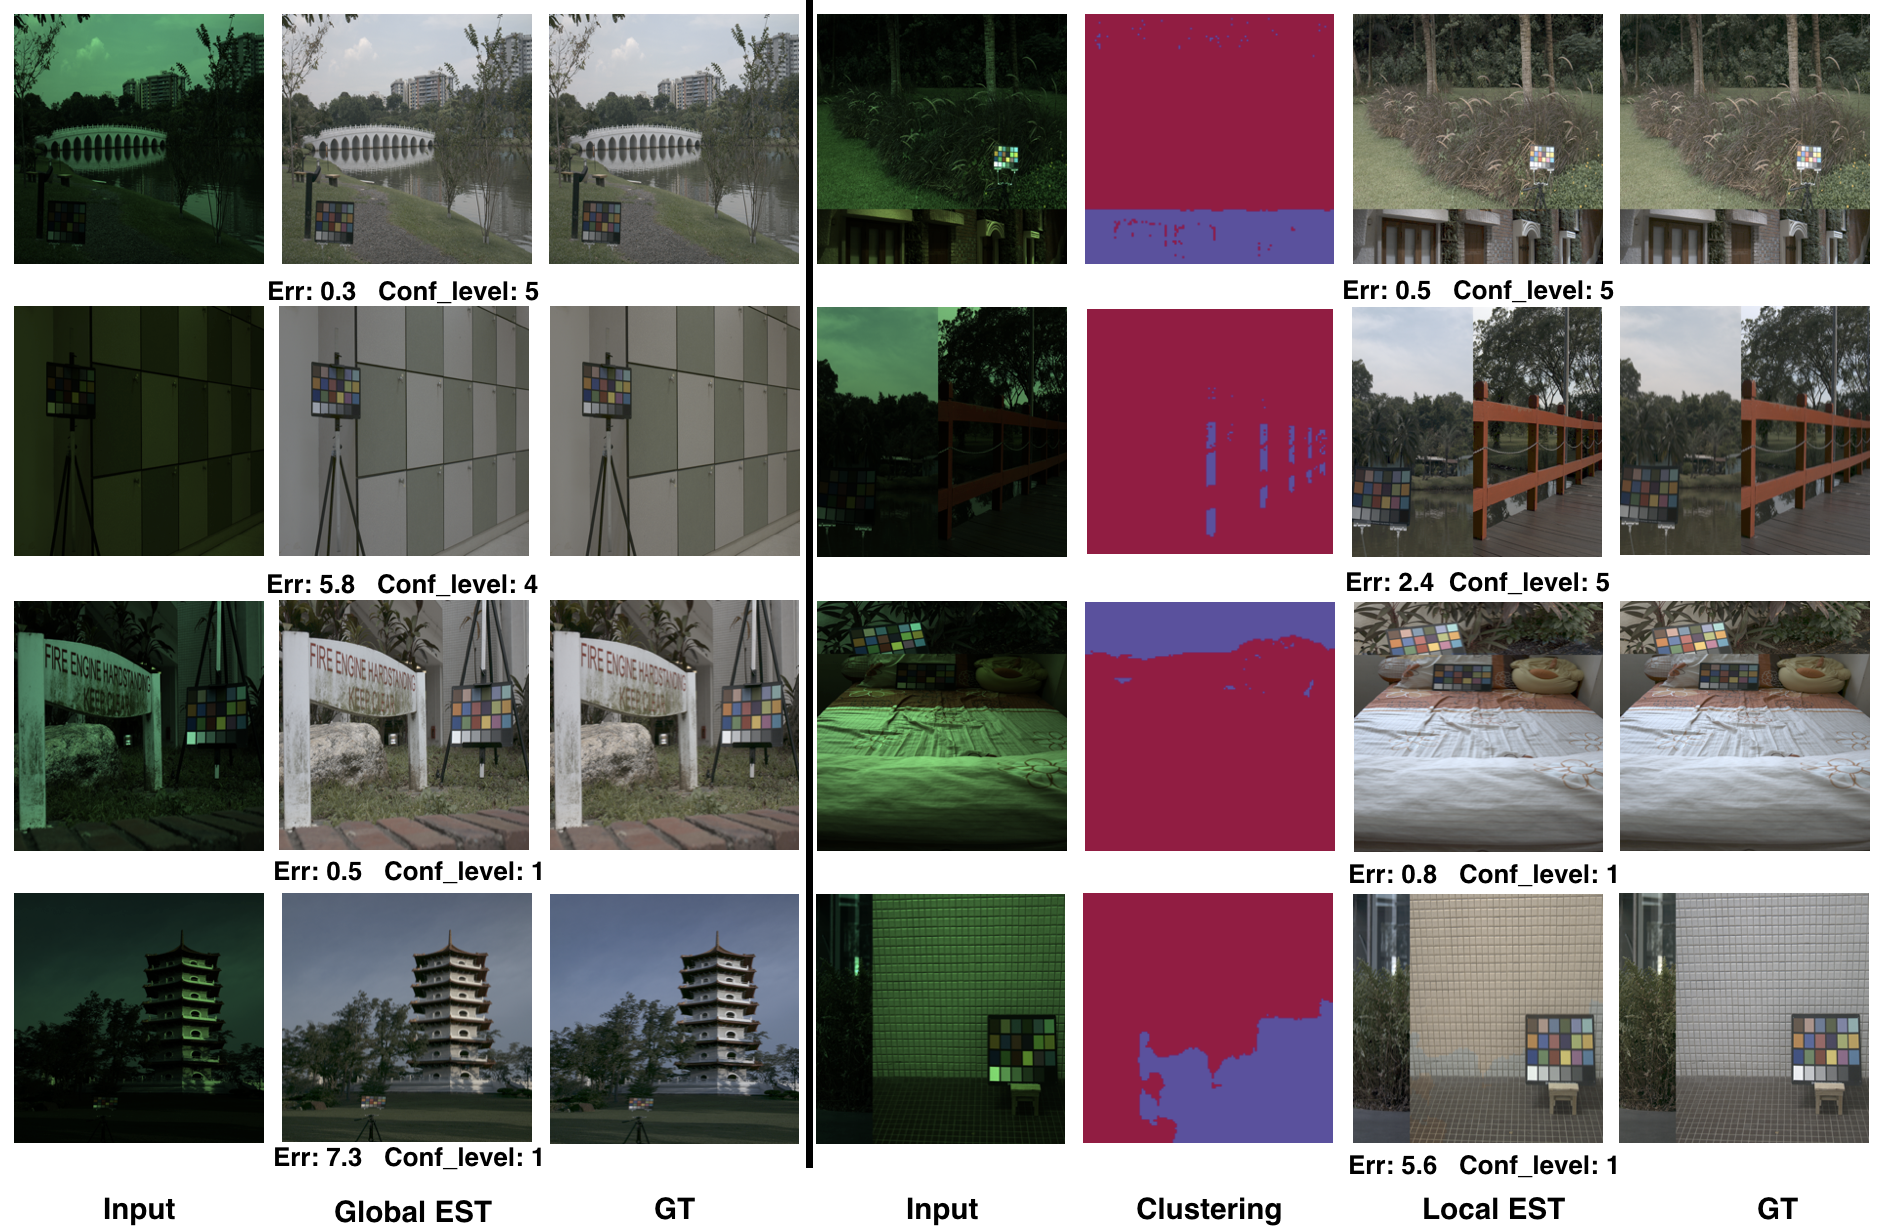 Err: 0.3 Conf_level: 5
Err: 0.5 Conf_level: 5
Err: 5.8 Conf_level: 4
Err: 2.4 Conf_level: 5
FIRE ENGINE HARDSTANDING
KEEP CLEAR
FIRE ENGINE HARDSTANDING
KEEP CLEAR
FIRE ENGINE HARDSTANDING
KEEP CLEAR
Err: 0.5 Conf_level: 1
Err: 0.8 Conf_level: 1
Err: 7.3 Conf_level: 1
Err: 5.6 Conf_level: 1
Input Global EST GT Input Clustering Local EST GT